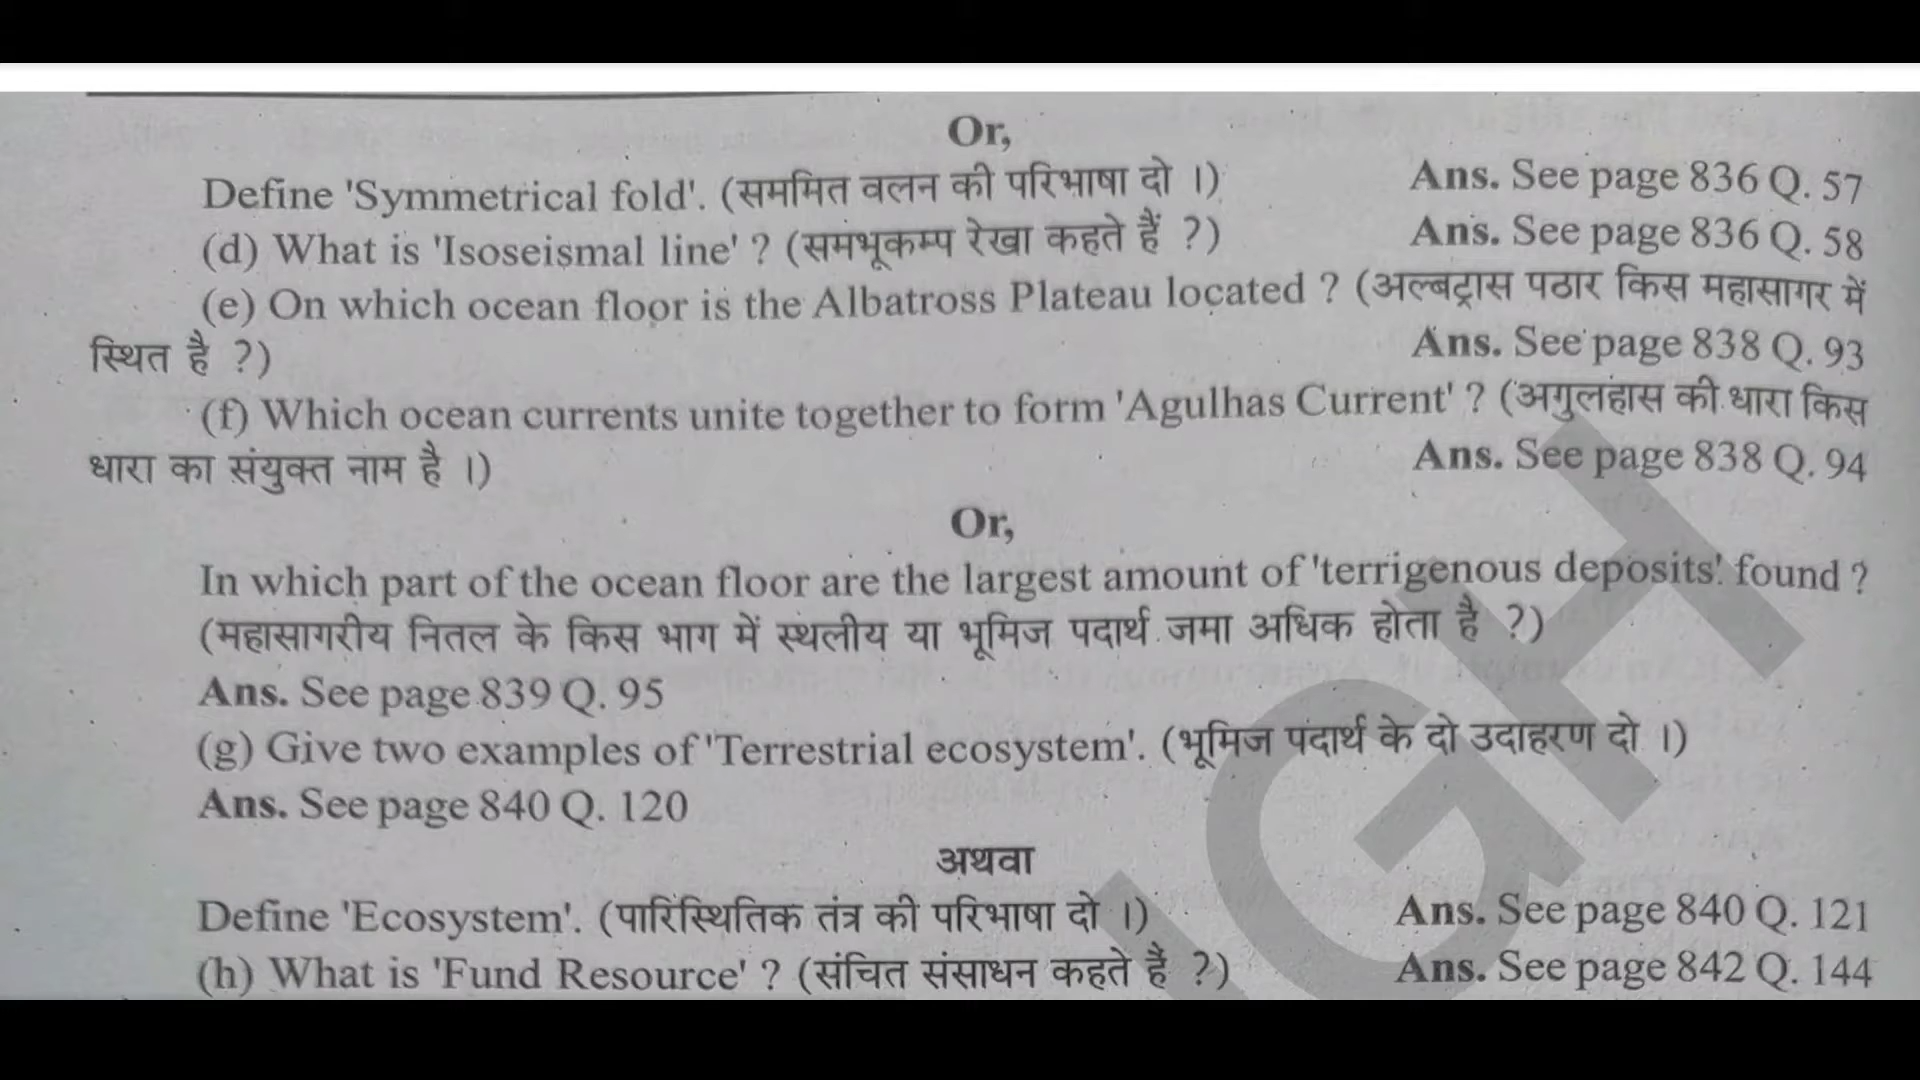 Or,
Define 'Symmetrical fold'. (सममित वलन की परिभाषा दो ।) Ans. See page 836 Q. 57
(d) What is 'Isoseismal line' ? (समभूकम्प रेखा कहते हैं ?) Ans. See page 836 Q. 58
(e) On which ocean floor is the Albatross Plateau located ? (अल्बट्रास पठार किस महासागर में
स्थित है ?) Ans. See page 838 Q. 93
(f) Which ocean currents unite together to form 'Agulhas Current' ? (अगुलहास की धारा किस
धारा का संयुक्त नाम है ।) Ans. See page 838 Q. 94
Or,
In which part of the ocean floor are the largest amount of 'terrigenous deposits' found ?
(महासागरीय नितल के किस भाग में स्थलीय या भूमिज पदार्थ जमा अधिक होता है ?)
Ans. See page 839 Q. 95
(g) Give two examples of 'Terrestrial ecosystem'. (भूमिज पदार्थ के दो उदाहरण दो ।)
Ans. See page 840 Q. 120
अथवा
Define 'Ecosystem'. (पारिस्थितिक तंत्र की परिभाषा दो ।) Ans. See page 840 Q. 121
(h) What is 'Fund Resource' ? (संचित संसाधन कहते हैं ?) Ans. See page 842 Q. 144
IGH